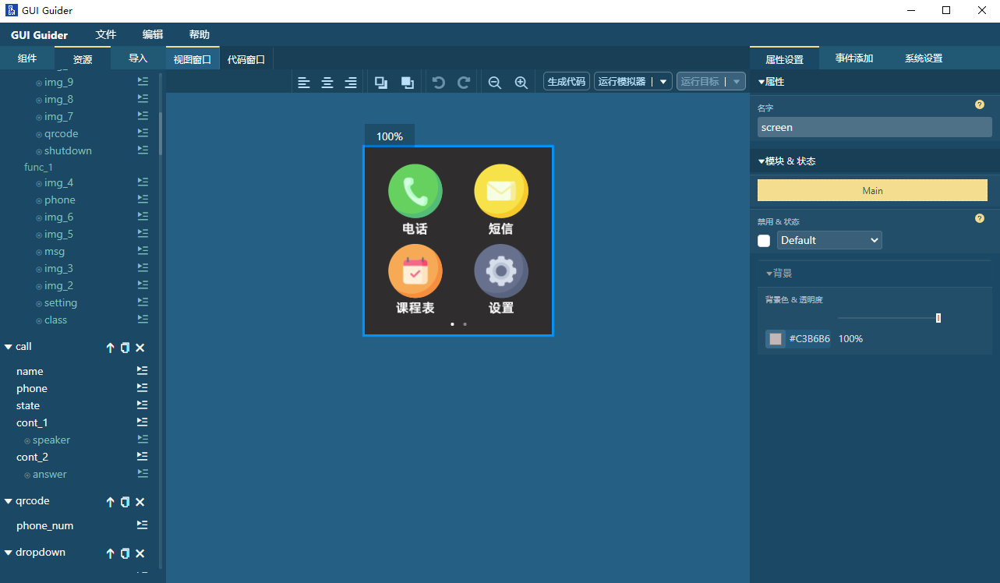 GUI Guider
GUI Guider 文件 编辑 帮助
组件 资源 导入 视图窗口 代码窗口 属性设置 事件添加 系统设置
生成代码 运行模拟器 运行目标
img_9
img_8
img_7
qrcode
shutdown
func_1
img_4
phone
img_6
img_5
msg
img_3
img_2
setting
class
call
name
phone
state
cont_1
speaker
cont_2
answer
qrcode
phone_num
dropdown
100%
电话 短信
课程表 设置
属性
名字
?
screen
模块 & 状态
Main
禁用 & 状态
?
Default
背景
背景色 & 透明度
#C3B6B6 100%